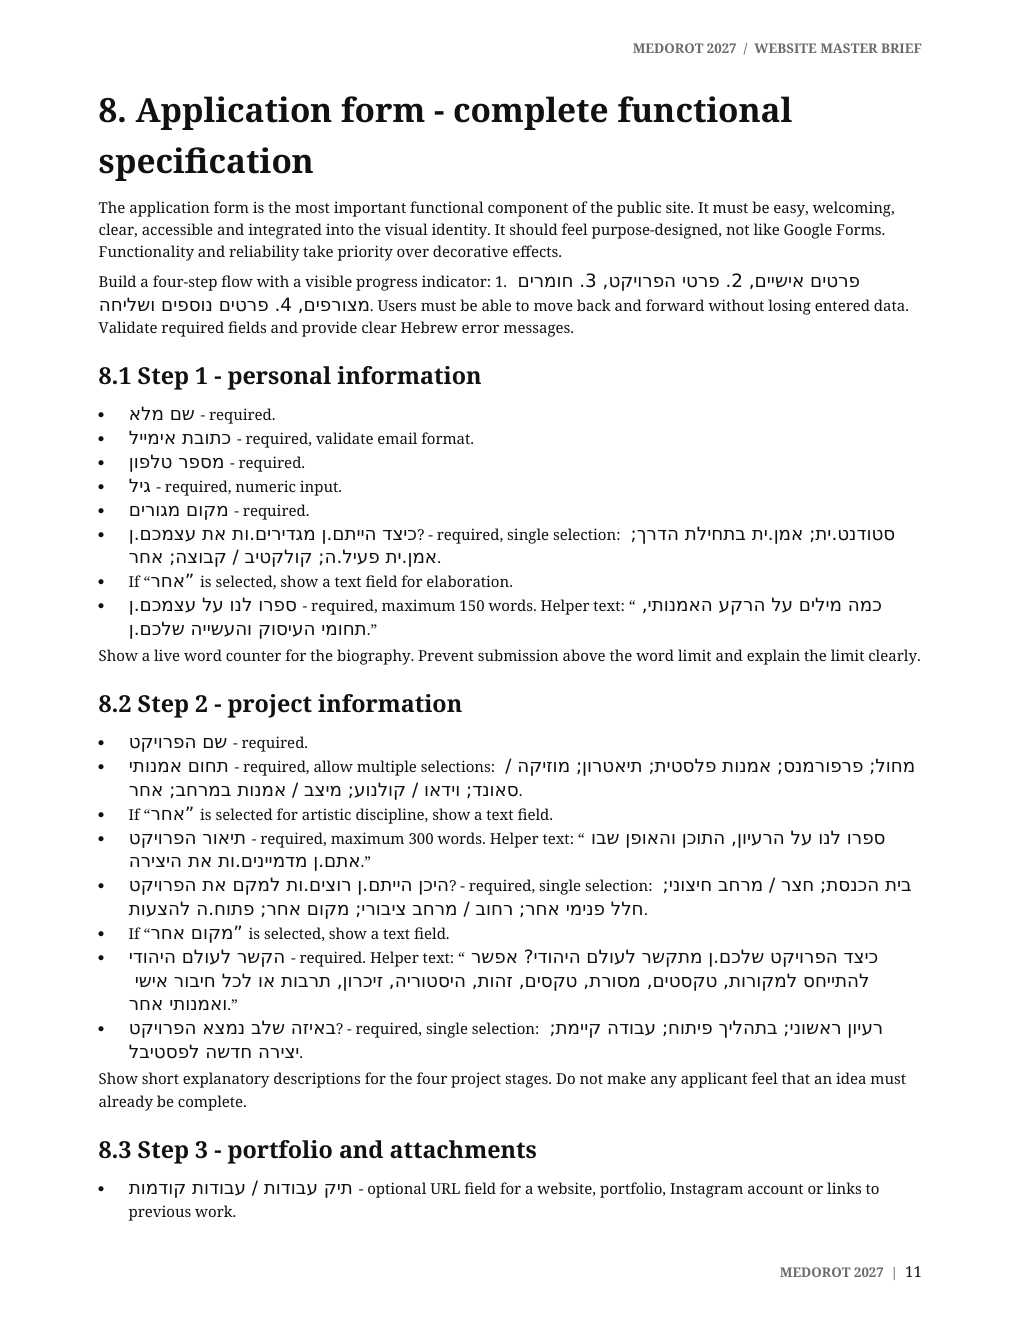 MEDOROT 2027 / WEBSITE MASTER BRIEF
8. Application form - complete functional
specification
The application form is the most important functional component of the public site. It must be easy, welcoming,
clear, accessible and integrated into the visual identity. It should feel purpose-designed, not like Google Forms.
Functionality and reliability take priority over decorative effects.
Build a four-step flow with a visible progress indicator: 1. פרטים אישיים, 2. פרטי הפרויקט, 3. חומרים
מצורפים, 4. פרטים נוספים ושליחה. Users must be able to move back and forward without losing entered data.
Validate required fields and provide clear Hebrew error messages.
8.1 Step 1 - personal information
• שם מלא - required.
• כתובת אימייל - required, validate email format.
• מספר טלפון - required.
• גיל - required, numeric input.
• מקום מגורים - required.
• כיצד הייתם.ן מגדירים.ות את עצמכם.ן? - required, single selection: סטודנט.ית; אמן.ית בתחילת הדרך;
אמן.ית פעיל.ה; קולקטיב / קבוצה; אחר.
• If “אחר” is selected, show a text field for elaboration.
• ספרו לנו על עצמכם.ן - required, maximum 150 words. Helper text: “כמה מילים על הרקע האמנותי,
תחומי העיסוק והעשייה שלכם.ן.”
Show a live word counter for the biography. Prevent submission above the word limit and explain the limit clearly.
8.2 Step 2 - project information
• שם הפרויקט - required.
• תחום אמנותי - required, allow multiple selections: מחול; פרפורמנס; אמנות פלסטית; תיאטרון; מוזיקה /
סאונד; וידאו / קולנוע; מיצב / אמנות במרחב; אחר.
• If “אחר” is selected for artistic discipline, show a text field.
• תיאור הפרויקט - required, maximum 300 words. Helper text: “ספרו לנו על הרעיון, התוכן והאופן שבו
אתם.ן מדמיינים.ות את היצירה.”
• היכן הייתם.ן רוצים.ות למקם את הפרויקט? - required, single selection: בית הכנסת; חצר / מרחב חיצוני;
חלל פנימי אחר; רחוב / מרחב ציבורי; מקום אחר; פתוח.ה להצעות.
• If “מקום אחר” is selected, show a text field.
• הקשר לעולם היהודי - required. Helper text: “כיצד הפרויקט שלכם.ן מתקשר לעולם היהודי? אפשר
להתייחס למקורות, טקסטים, מסורת, טקסים, זהות, היסטוריה, זיכרון, תרבות או לכל חיבור אישי
ואמנותי אחר.”
• באיזה שלב נמצא הפרויקט? - required, single selection: רעיון ראשוני; בתהליך פיתוח; עבודה קיימת;
יצירה חדשה לפסטיבל.
Show short explanatory descriptions for the four project stages. Do not make any applicant feel that an idea must
already be complete.
8.3 Step 3 - portfolio and attachments
• תיק עבודות / עבודות קודמות - optional URL field for a website, portfolio, Instagram account or links to
previous work.
MEDOROT 2027 | 11